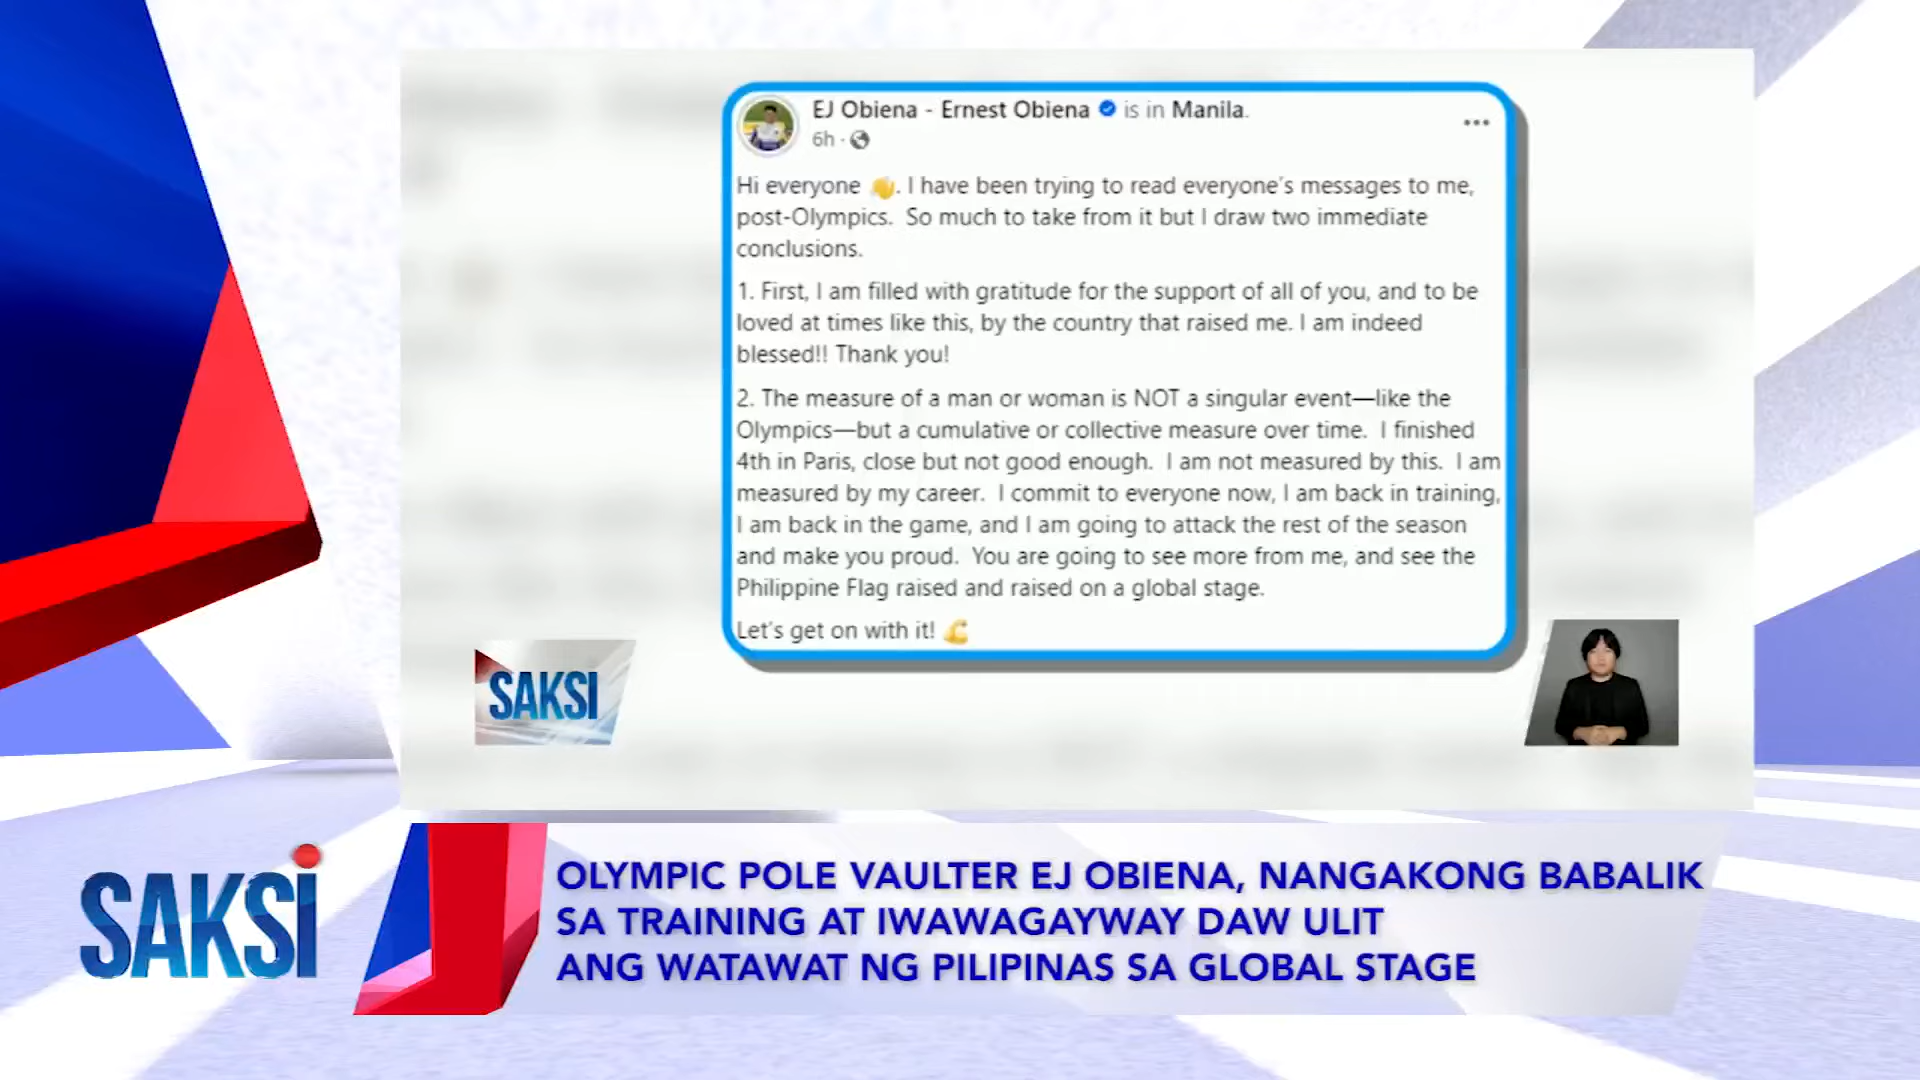 EJ Obiena - Ernest Obiena is in Manila.
6h ·
Hi everyone 👋. I have been trying to read everyone's messages to me,
post-Olympics. So much to take from it but I draw two immediate
conclusions.
1. First, I am filled with gratitude for the support of all of you, and to be
loved at times like this, by the country that raised me. I am indeed
blessed!! Thank you!
2. The measure of a man or woman is NOT a singular event—like the
Olympics—but a cumulative or collective measure over time. I finished
4th in Paris, close but not good enough. I am not measured by this. I am
measured by my career. I commit to everyone now, I am back in training,
I am back in the game, and I am going to attack the rest of the season
and make you proud. You are going to see more from me, and see the
Philippine Flag raised and raised on a global stage.
Let's get on with it! 💪
SAKSI
SAKSi
OLYMPIC POLE VAULTER EJ OBIENA, NANGAKONG BABALIK
SA TRAINING AT IWAWAGAYWAY DAW ULIT
ANG WATAWAT NG PILIPINAS SA GLOBAL STAGE